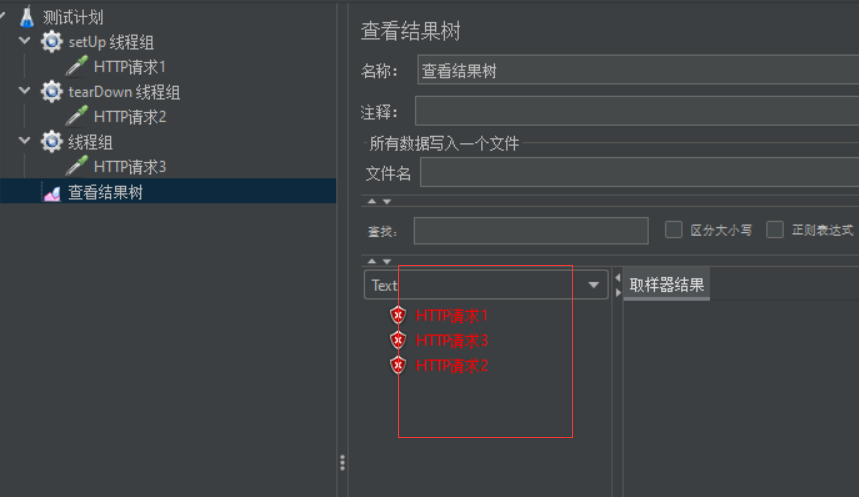 测试计划
setUp 线程组
HTTP请求1
tearDown 线程组
HTTP请求2
线程组
HTTP请求3
查看结果树
查看结果树
名称： 查看结果树
注释：
所有数据写入一个文件
文件名
查找： 区分大小写 正则表达式
Text 取样器结果
HTTP请求1
HTTP请求3
HTTP请求2